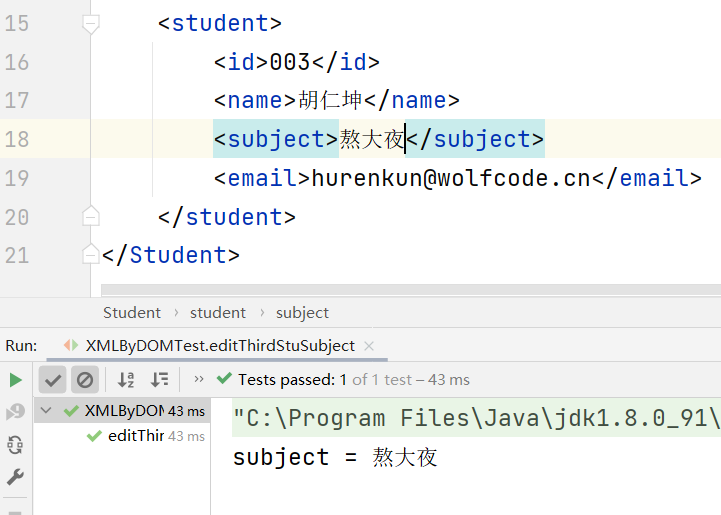 15 <student>
16 <id>003</id>
17 <name>胡仁坤</name>
18 <subject>熬大夜</subject>
19 <email>hurenkun@wolfcode.cn</email>
20 </student>
21 </Student>
Student › student › subject
Run: XMLByDOMTest.editThirdStuSubject ×
» Tests passed: 1 of 1 test – 43 ms
XMLByDOM 43 ms
editThir 43 ms
"C:\Program Files\Java\jdk1.8.0_91\
subject = 熬大夜